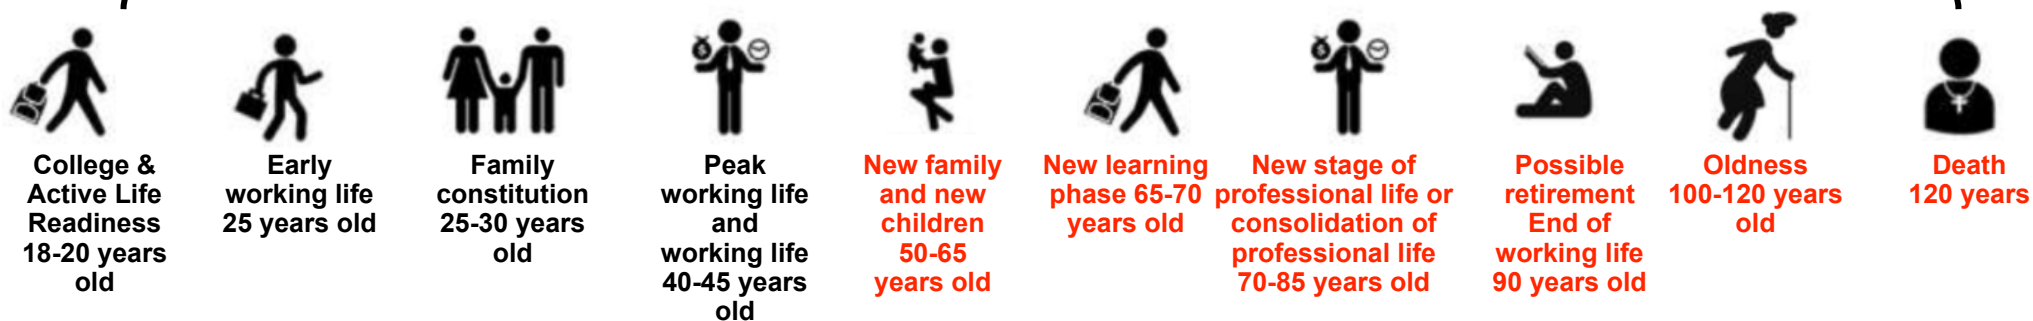 College &
Active Life
Readiness
18-20 years
old
Early
working life
25 years old
Family
constitution
25-30 years
old
Peak
working life
and
working life
40-45 years
old
New family
and new
children
50-65
years old
New learning
phase 65-70
years old
New stage of
professional life or
consolidation of
professional life
70-85 years old
Possible
retirement
End of
working life
90 years old
Oldness
100-120 years
old
Death
120 years